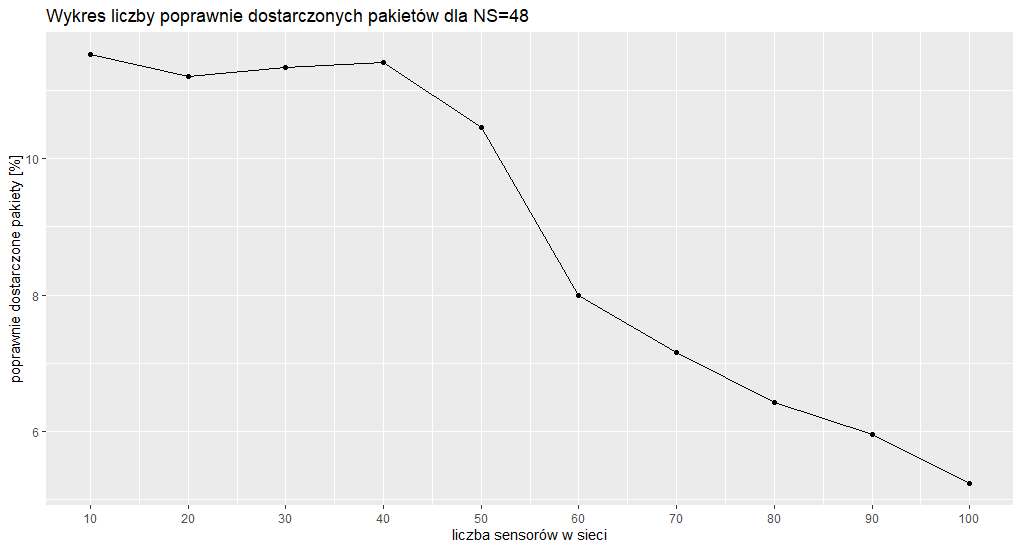 Wykres liczby poprawnie dostarczonych pakietów dla NS=48
poprawnie dostarczone pakiety [%]
10
8
6
10 20 30 40 50 60 70 80 90 100
liczba sensorów w sieci